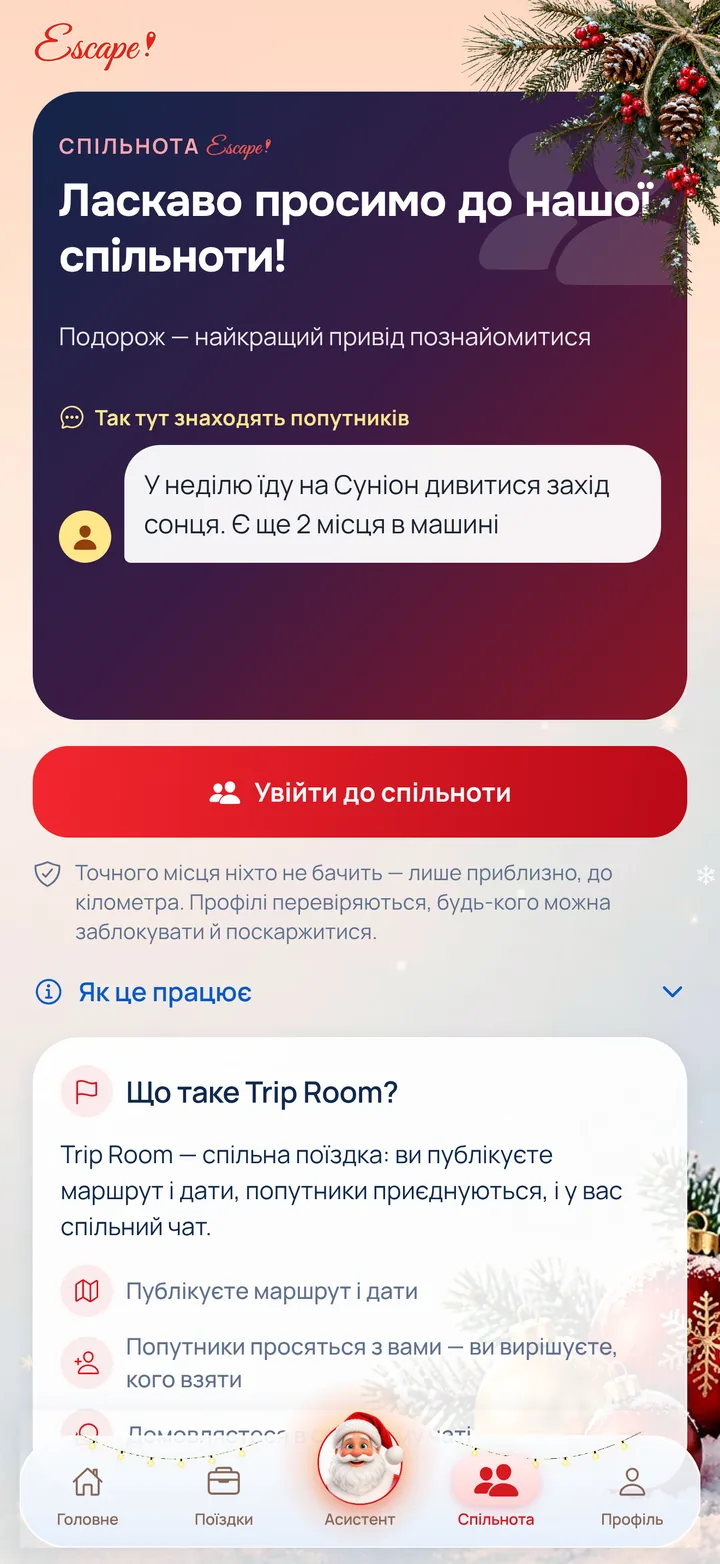 Escape!
СПІЛЬНОТА Escape!
Ласкаво просимо до нашої
спільноти!
Подорож — найкращий привід познайомитися
Так тут знаходять попутників
У неділю їду на Суніон дивитися захід
сонця. Є ще 2 місця в машині
Увійти до спільноти
Точного місця ніхто не бачить — лише приблизно, до
кілометра. Профілі перевіряються, будь-кого можна
заблокувати й поскаржитися.
Як це працює
Що таке Trip Room?
Trip Room — спільна поїздка: ви публікуєте
маршрут і дати, попутники приєднуються, і у вас
спільний чат.
Публікуєте маршрут і дати
Попутники просяться з вами — ви вирішуєте,
кого взяти
Головне
Поїздки
Асистент
Спільнота
Профіль